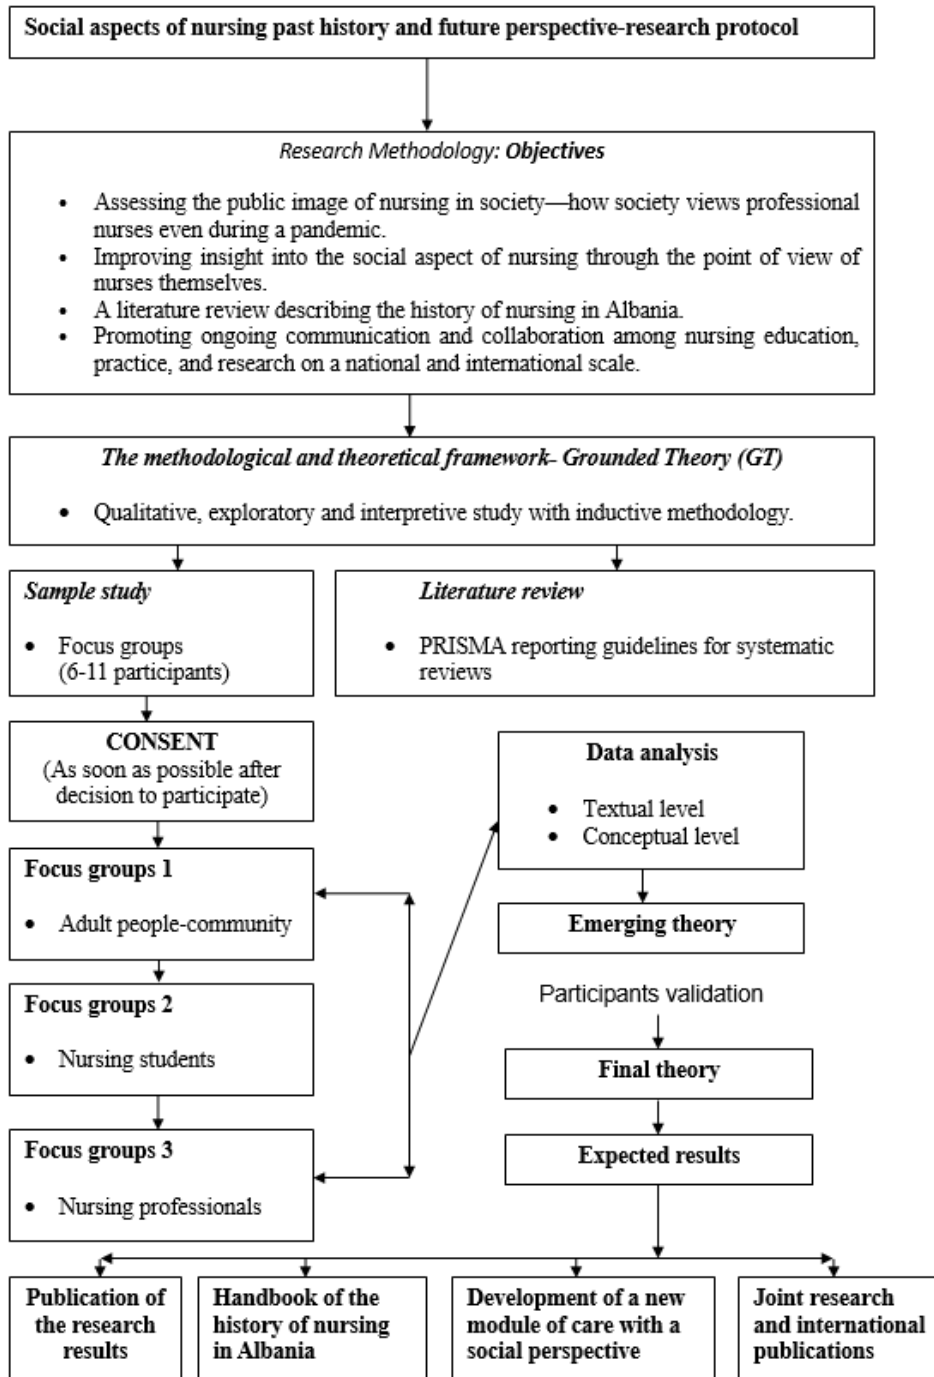 Social aspects of nursing past history and future perspective-research protocol
Research Methodology: Objectives
• Assessing the public image of nursing in society—how society views professional
nurses even during a pandemic.
• Improving insight into the social aspect of nursing through the point of view of
nurses themselves.
• A literature review describing the history of nursing in Albania.
• Promoting ongoing communication and collaboration among nursing education,
practice, and research on a national and international scale.
The methodological and theoretical framework- Grounded Theory (GT)
• Qualitative, exploratory and interpretive study with inductive methodology.
Sample study
• Focus groups
(6-11 participants)
Literature review
• PRISMA reporting guidelines for systematic
reviews
CONSENT
(As soon as possible after
decision to participate)
Focus groups 1
• Adult people-community
Focus groups 2
• Nursing students
Focus groups 3
• Nursing professionals
Data analysis
• Textual level
• Conceptual level
Emerging theory
Participants validation
Final theory
Expected results
Publication of
the research
results
Handbook of the
history of nursing
in Albania
Development of a new
module of care with a
social perspective
Joint research
and international
publications